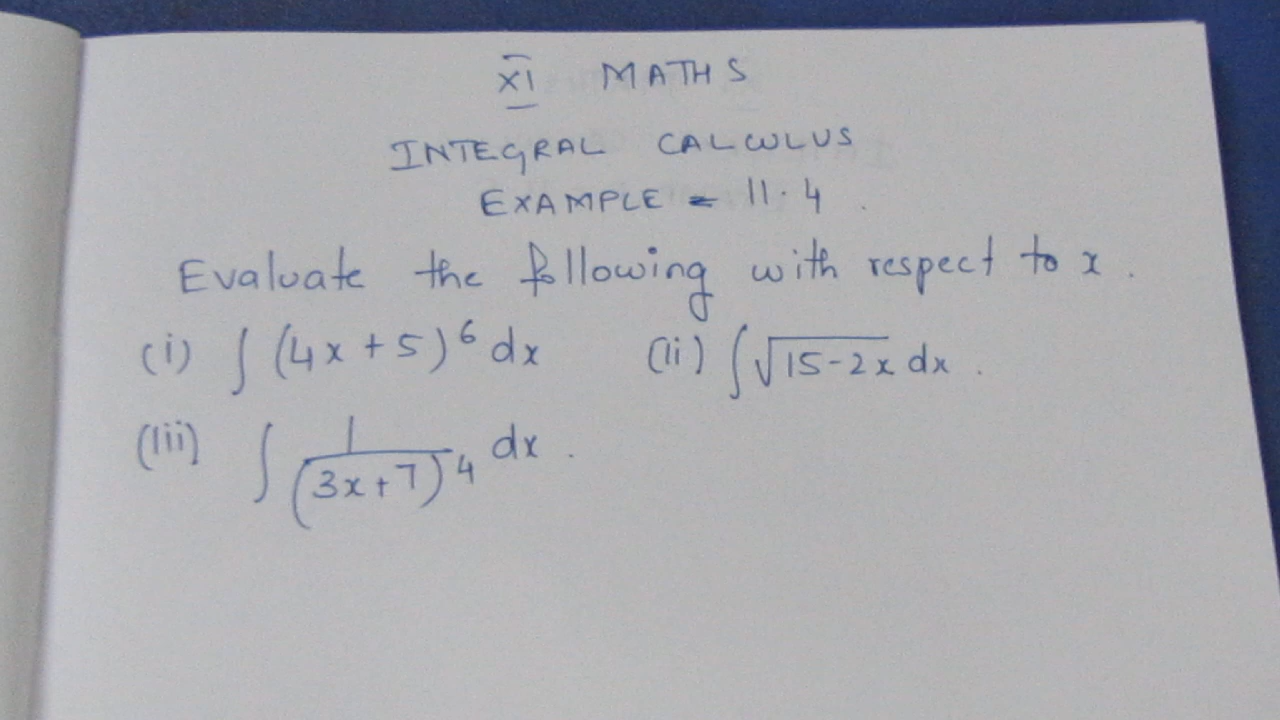 XI MATHS
INTEGRAL CALCULUS
EXAMPLE = 11.4.
Evaluate the following with respect to x.
(i) ∫ (4x+5)^6 dx (ii) ∫ √(15-2x) dx.
(iii) ∫ 1/(3x+7)^4 dx.